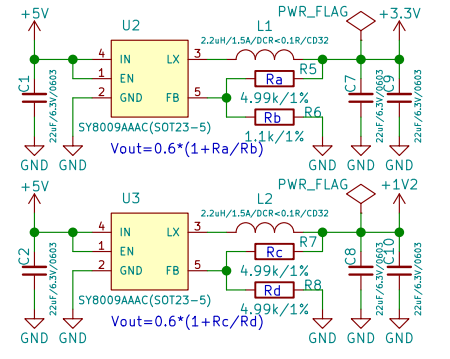 +5V
U2
PWR_FLAG
+3.3V
L1
2.2uH/1.5A/DCR<0.1R/CD32
C1
22uF/6.3V/0603
4 IN
LX 3
1 EN
2 GND
FB 5
R5
Ra
4.99k/1%
R6
Rb
1.1k/1%
C7
22uF/6.3V/0603
C9
22uF/6.3V/0603
SY8009AAAC(SOT23-5)
Vout=0.6*(1+Ra/Rb)
GND
GND
GND
GND
GND
+5V
U3
PWR_FLAG
+1V2
L2
2.2uH/1.5A/DCR<0.1R/CD32
C2
22uF/6.3V/0603
4 IN
LX 3
1 EN
2 GND
FB 5
R7
Rc
4.99k/1%
R8
Rd
4.99k/1%
C8
22uF/6.3V/0603
C10
22uF/6.3V/0603
SY8009AAAC(SOT23-5)
Vout=0.6*(1+Rc/Rd)
GND
GND
GND
GND
GND